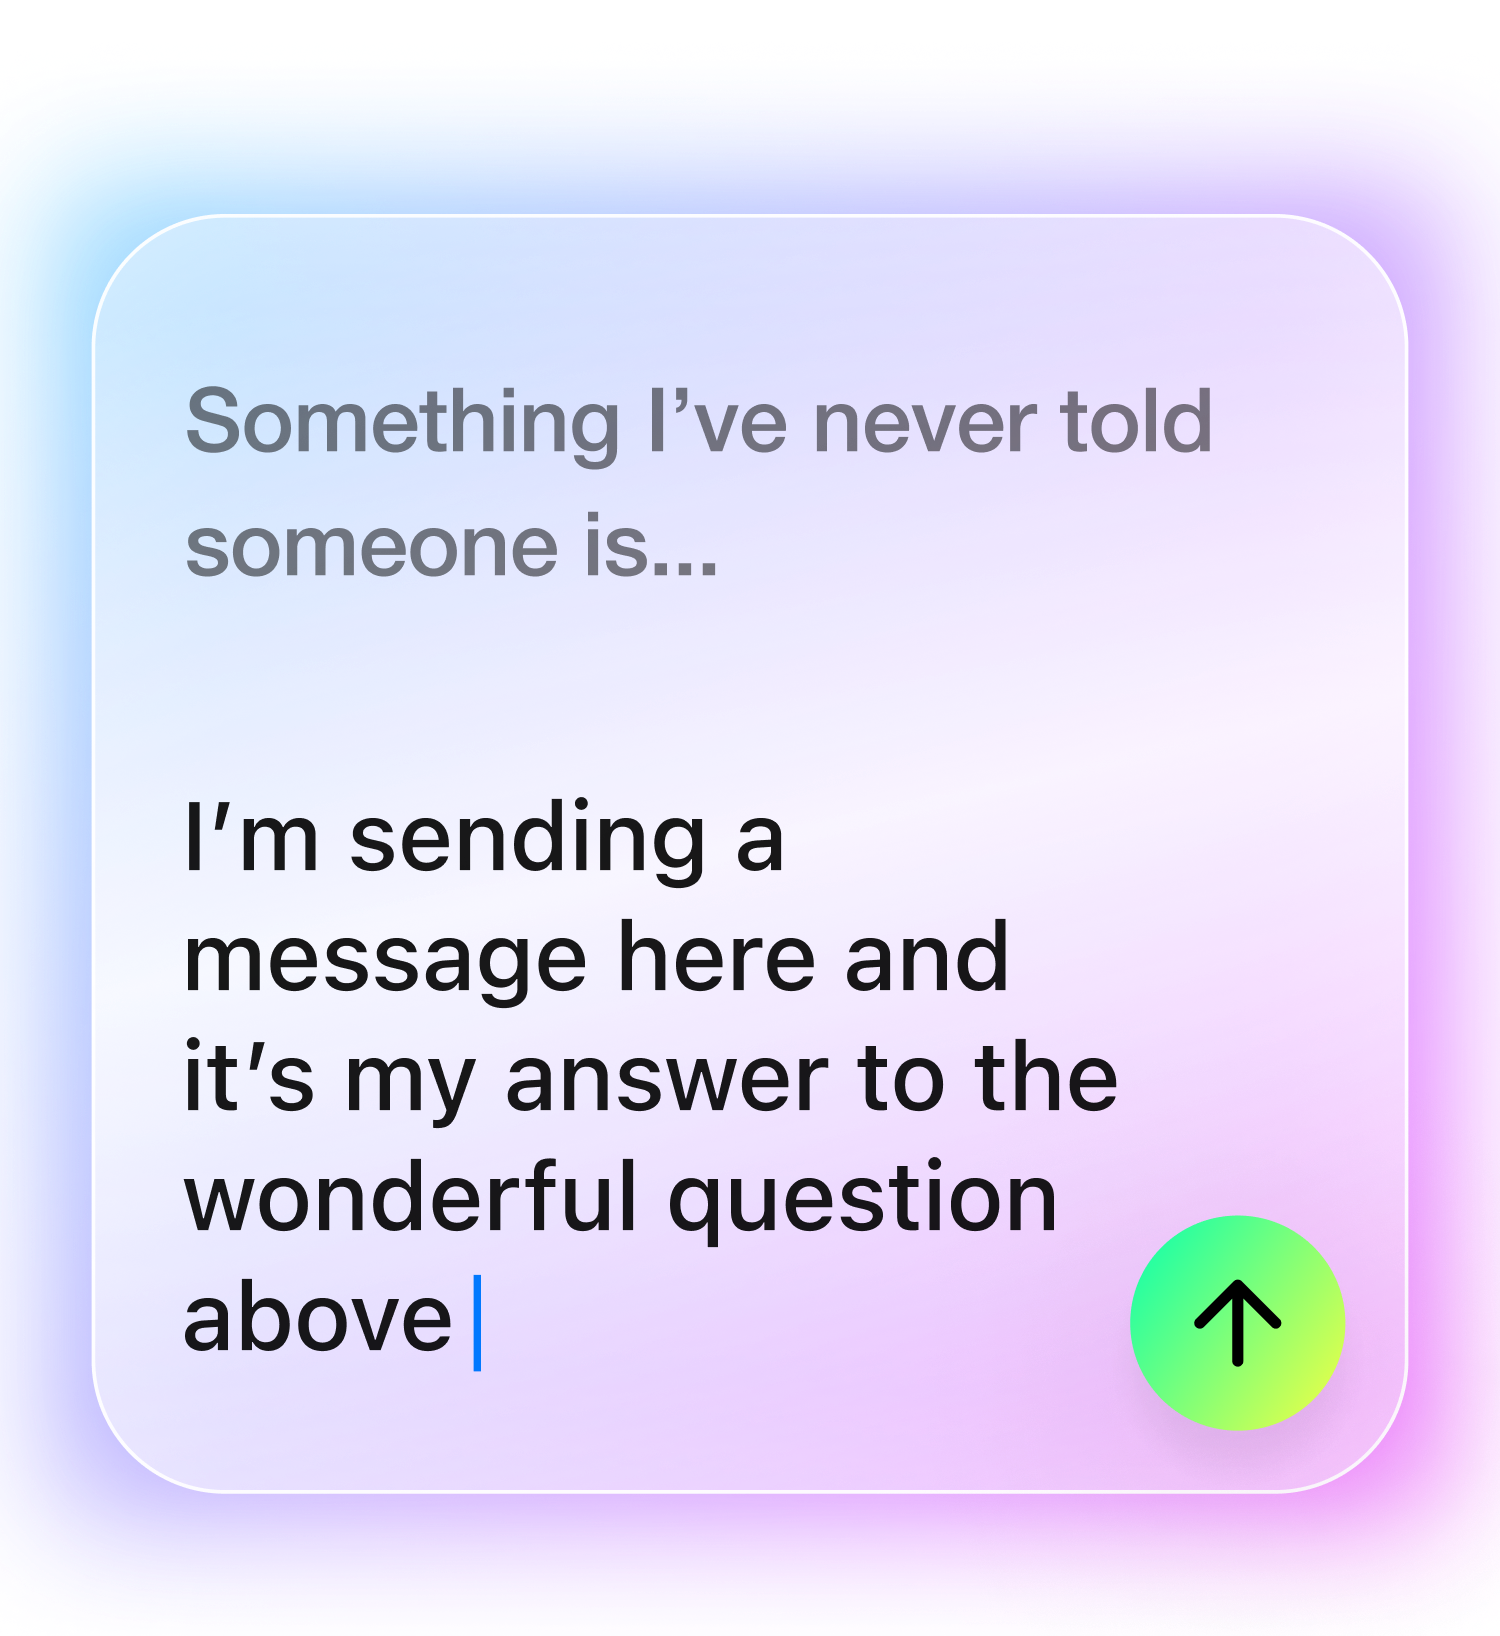 Something I’ve never told
someone is...
I’m sending a
message here and
it’s my answer to the
wonderful question
above